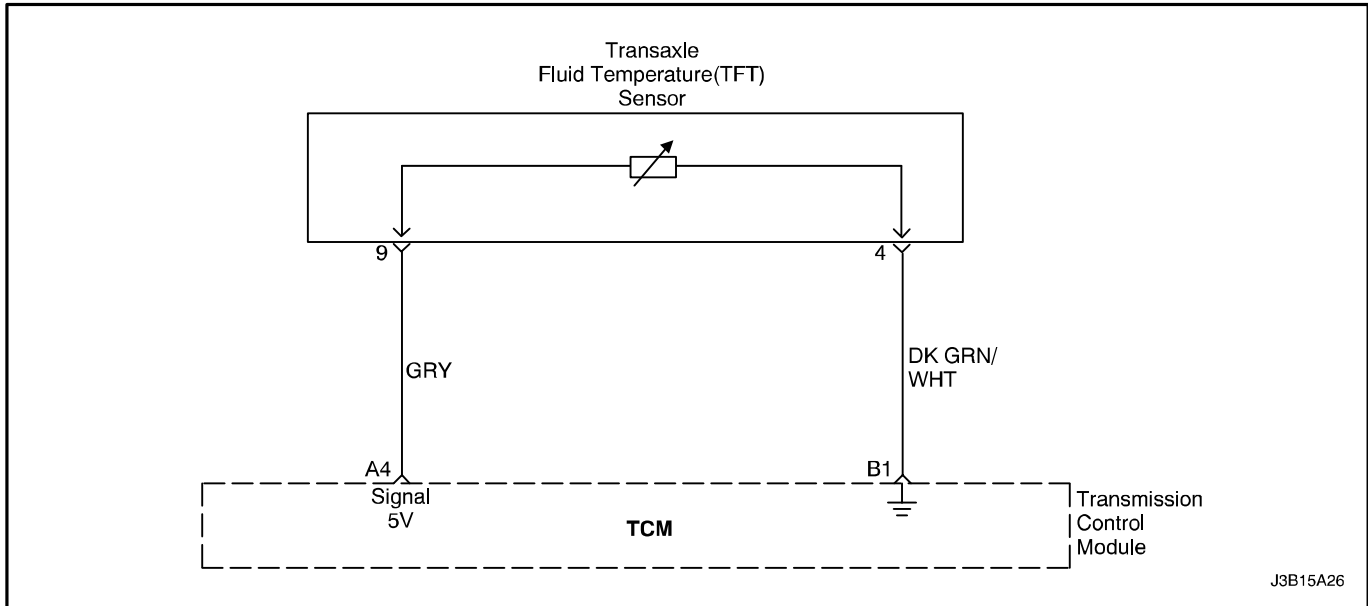 Transaxle
Fluid Temperature(TFT)
Sensor
9
4
GRY
DK GRN/
WHT
A4
B1
Signal
5V
TCM
Transmission
Control
Module
J3B15A26